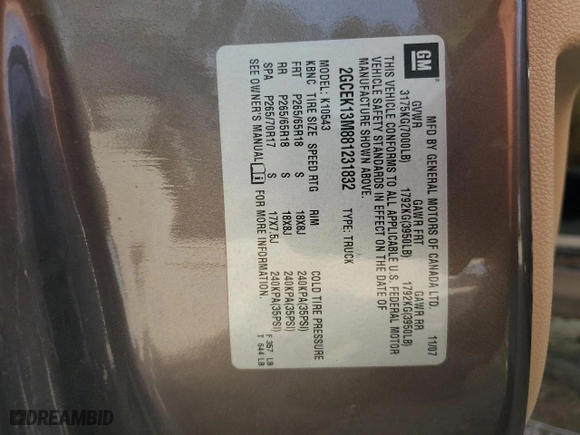 GM
MFD BY GENERAL MOTORS OF CANADA LTD. 11/07
GVWR GAWR FRT GAWR RR
3175KG(7000LB) 1792KG(3950LB) 1792KG(3950LB)
THIS VEHICLE CONFORMS TO ALL APPLICABLE U.S. FEDERAL MOTOR
VEHICLE SAFETY STANDARDS IN EFFECT ON THE DATE OF
MANUFACTURE SHOWN ABOVE.
2GCEK13M881231832 TYPE: TRUCK
MODEL: K10543
KBNC TIRE SIZE SPEED RTG RIM COLD TIRE PRESSURE
FRT P265/65R18 S 18X8J 240KPA(35PSI)
RR P265/65R18 S 18X8J 240KPA(35PSI)
SPA P265/70R17 S 17X7.5J 240KPA(35PSI)
SEE OWNER'S MANUAL FOR MORE INFORMATION.
F 357 LB
T 644 LB
DREAMBID